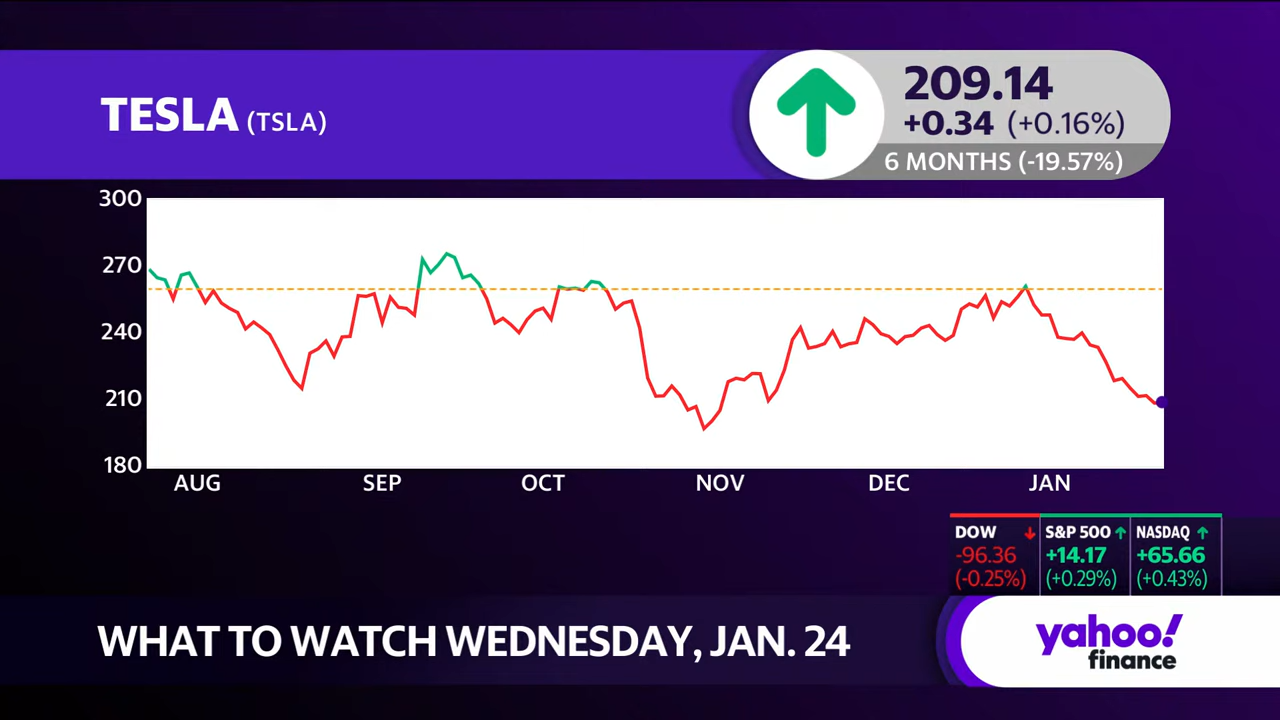 TESLA (TSLA)
209.14
+0.34 (+0.16%)
6 MONTHS (-19.57%)
300
270
240
210
180
AUG SEP OCT NOV DEC JAN
DOW S&P 500 NASDAQ
-96.36 +14.17 +65.66
(-0.25%) (+0.29%) (+0.43%)
WHAT TO WATCH WEDNESDAY, JAN. 24
yahoo!
finance